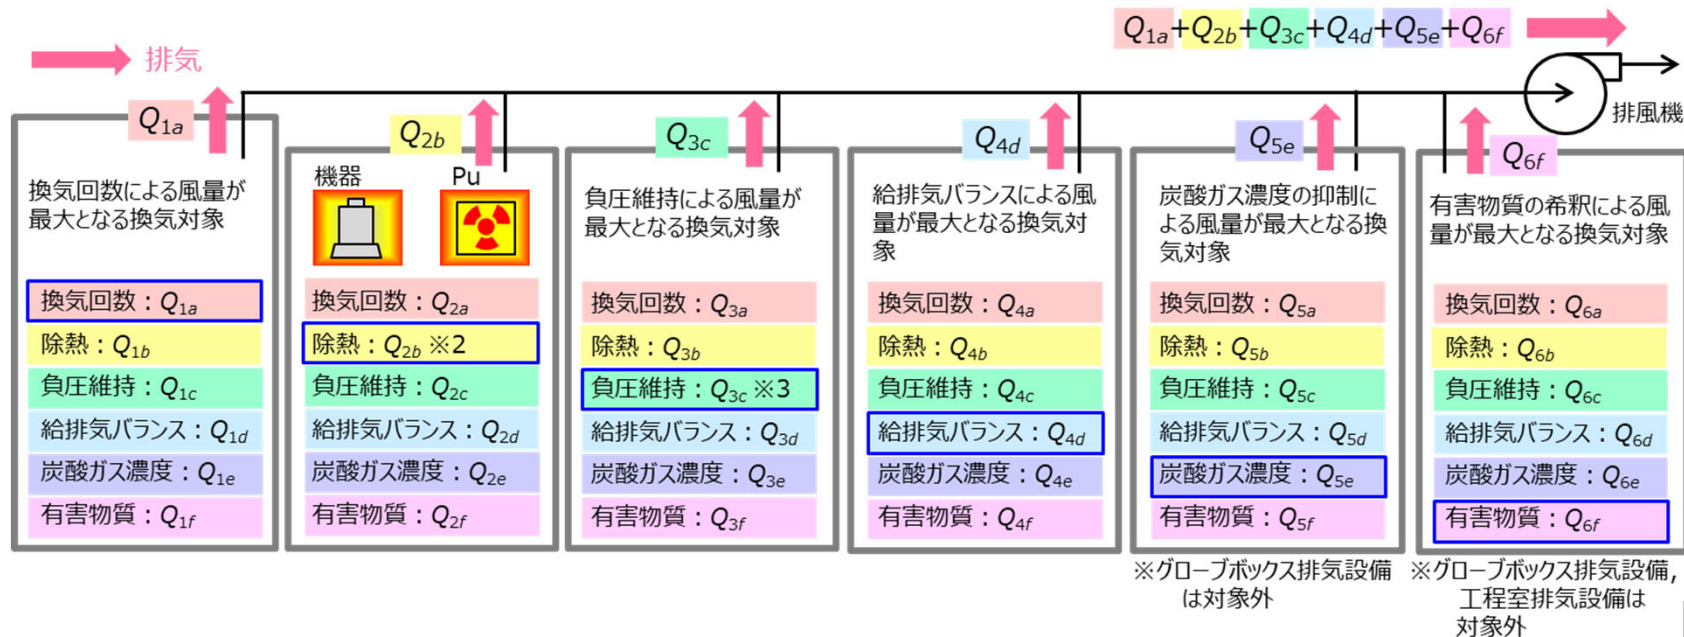 Q1a+Q2b+Q3c+Q4d+Q5e+Q6f
排気
排風機
Q1a
換気回数による風量が
最大となる換気対象
換気回数：Q1a
除熱：Q1b
負圧維持：Q1c
給排気バランス：Q1d
炭酸ガス濃度：Q1e
有害物質：Q1f
Q2b
機器
Pu
換気回数：Q2a
除熱：Q2b ※2
負圧維持：Q2c
給排気バランス：Q2d
炭酸ガス濃度：Q2e
有害物質：Q2f
Q3c
負圧維持による風量が
最大となる換気対象
換気回数：Q3a
除熱：Q3b
負圧維持：Q3c ※3
給排気バランス：Q3d
炭酸ガス濃度：Q3e
有害物質：Q3f
Q4d
給排気バランスによる風
量が最大となる換気対
象
換気回数：Q4a
除熱：Q4b
負圧維持：Q4c
給排気バランス：Q4d
炭酸ガス濃度：Q4e
有害物質：Q4f
Q5e
炭酸ガス濃度の抑制に
よる風量が最大となる換
気対象
換気回数：Q5a
除熱：Q5b
負圧維持：Q5c
給排気バランス：Q5d
炭酸ガス濃度：Q5e
有害物質：Q5f
※グローブボックス排気設備
は対象外
Q6f
有害物質の希釈による風
量が最大となる換気対象
換気回数：Q6a
除熱：Q6b
負圧維持：Q6c
給排気バランス：Q6d
炭酸ガス濃度：Q6e
有害物質：Q6f
※グローブボックス排気設備，
工程室排気設備は
対象外